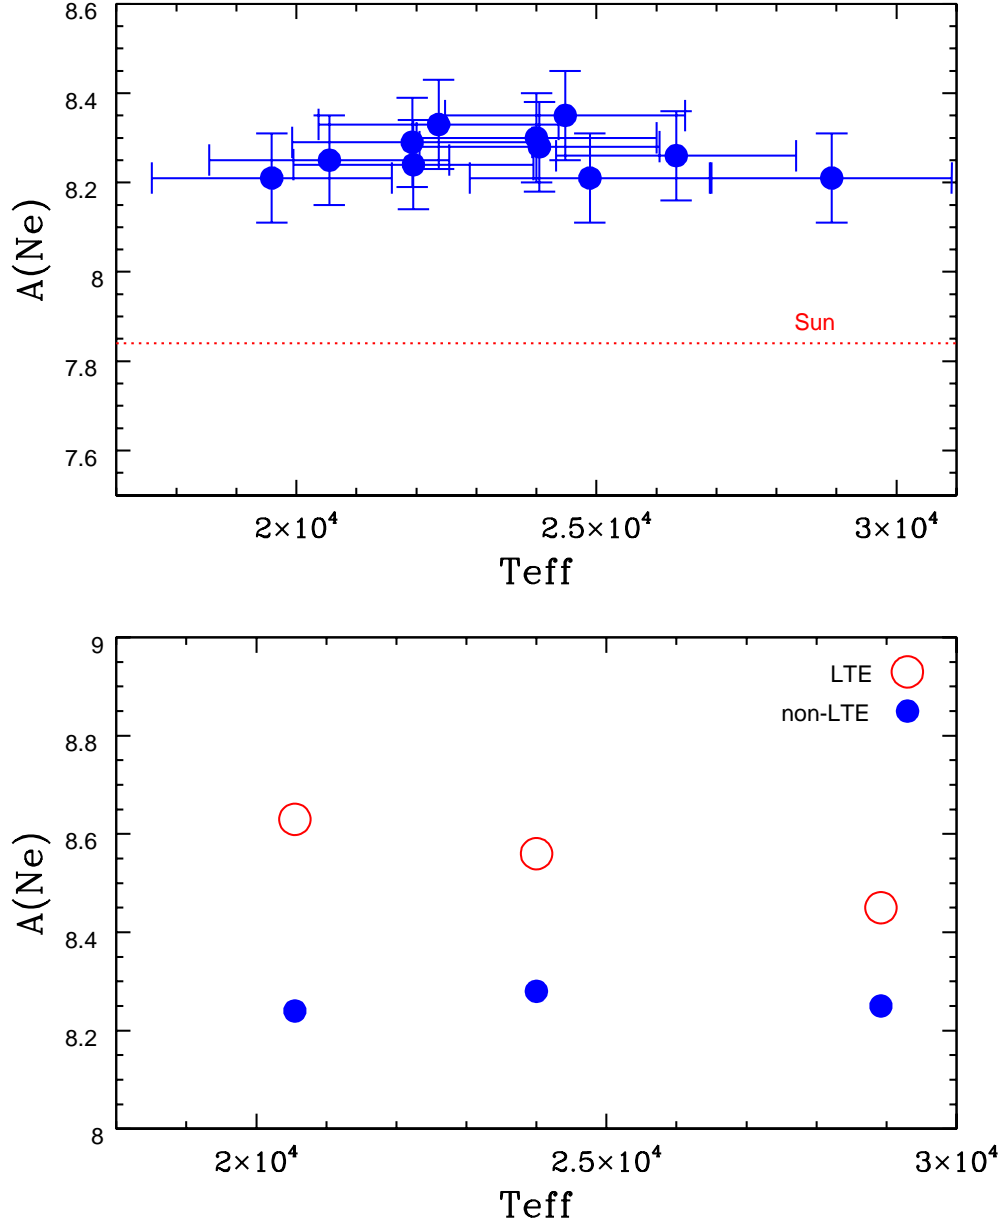 8.6
8.4
8.2
8
7.8
7.6
A(Ne)
Sun
2×10⁴ 2.5×10⁴ 3×10⁴
Teff
9
8.8
8.6
8.4
8.2
8
A(Ne)
LTE
non-LTE
2×10⁴ 2.5×10⁴ 3×10⁴
Teff